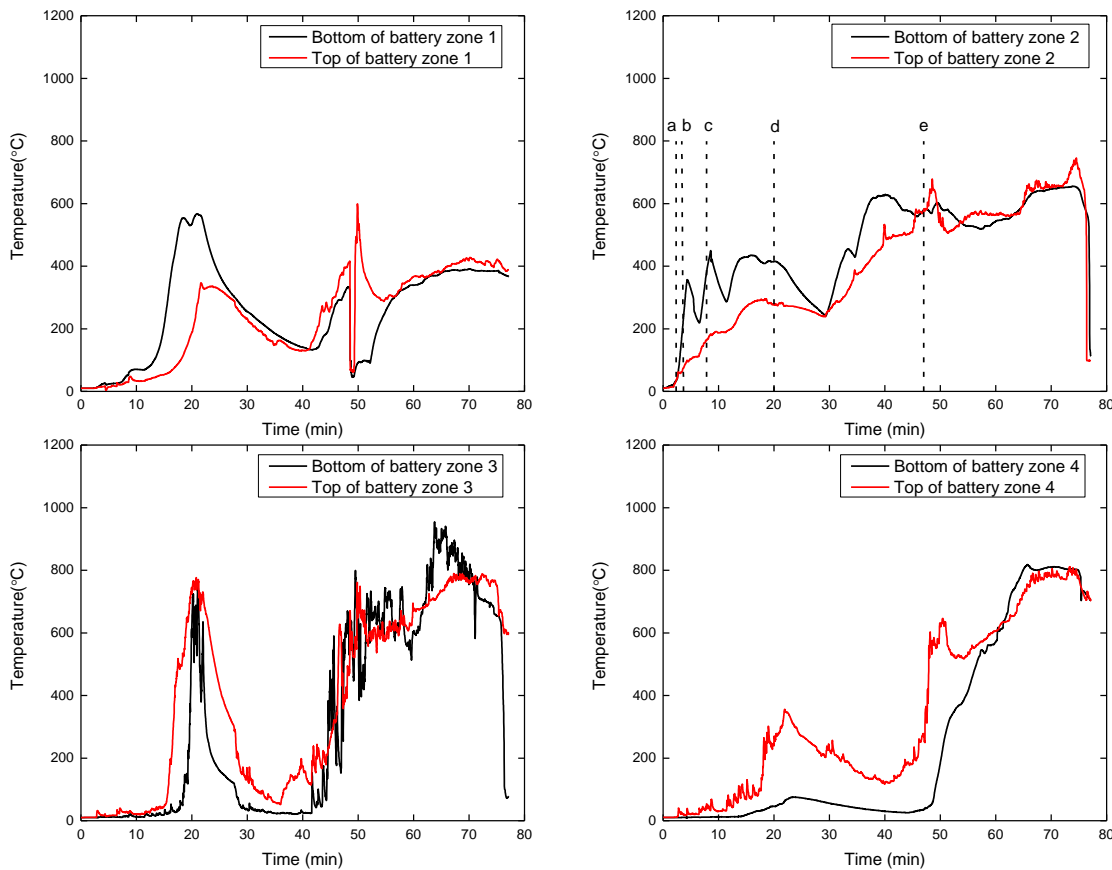 1200
1000
800
600
400
200
0
Temperature(°C)
0 10 20 30 40 50 60 70 80
Time (min)
Bottom of battery zone 1
Top of battery zone 1
1200
1000
800
600
400
200
0
Temperature(°C)
0 10 20 30 40 50 60 70 80
Time (min)
Bottom of battery zone 2
Top of battery zone 2
a b c d e
1200
1000
800
600
400
200
0
Temperature(°C)
0 10 20 30 40 50 60 70 80
Time (min)
Bottom of battery zone 3
Top of battery zone 3
1200
1000
800
600
400
200
0
Temperature(°C)
0 10 20 30 40 50 60 70 80
Time (min)
Bottom of battery zone 4
Top of battery zone 4